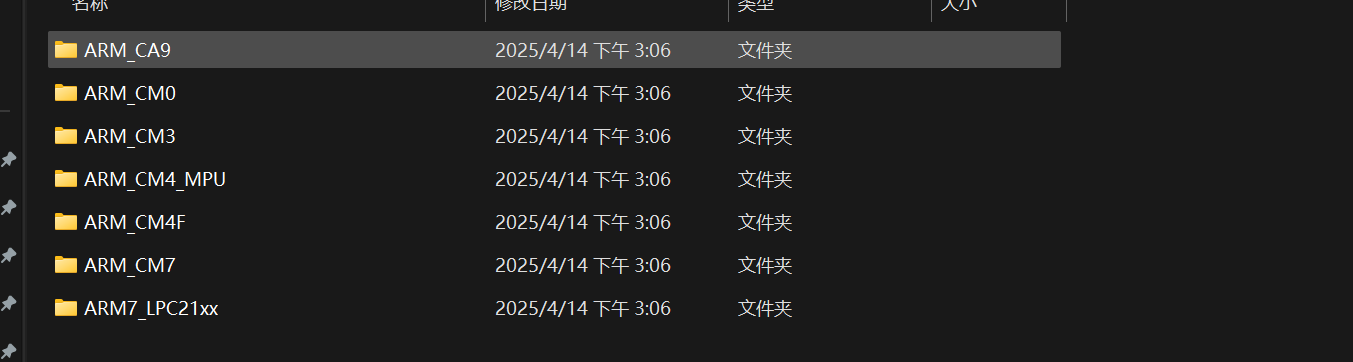 名称 修改日期 类型 大小
ARM_CA9 2025/4/14 下午 3:06 文件夹
ARM_CM0 2025/4/14 下午 3:06 文件夹
ARM_CM3 2025/4/14 下午 3:06 文件夹
ARM_CM4_MPU 2025/4/14 下午 3:06 文件夹
ARM_CM4F 2025/4/14 下午 3:06 文件夹
ARM_CM7 2025/4/14 下午 3:06 文件夹
ARM7_LPC21xx 2025/4/14 下午 3:06 文件夹